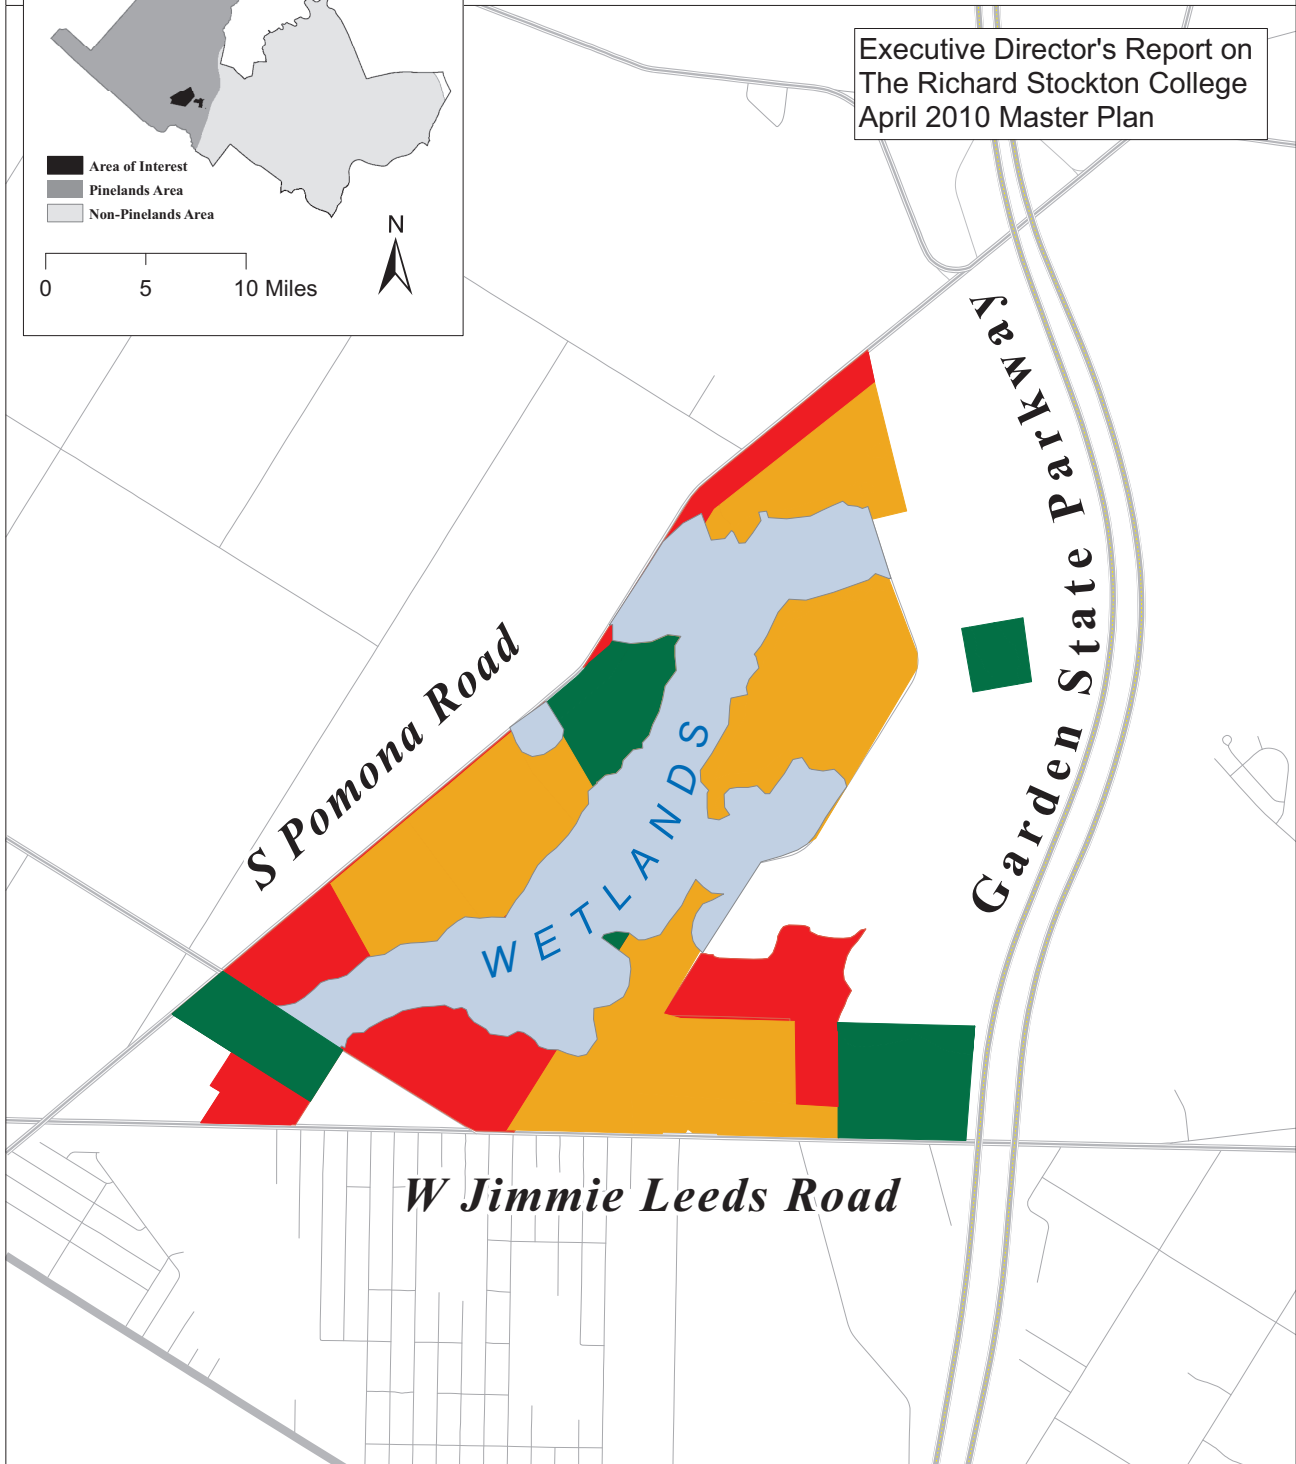 Executive Director's Report on
The Richard Stockton College
April 2010 Master Plan
Area of Interest
Pinelands Area
Non-Pinelands Area
N
0 5 10 Miles
Garden State Parkway
S Pomona Road
WETLANDS
W Jimmie Leeds Road